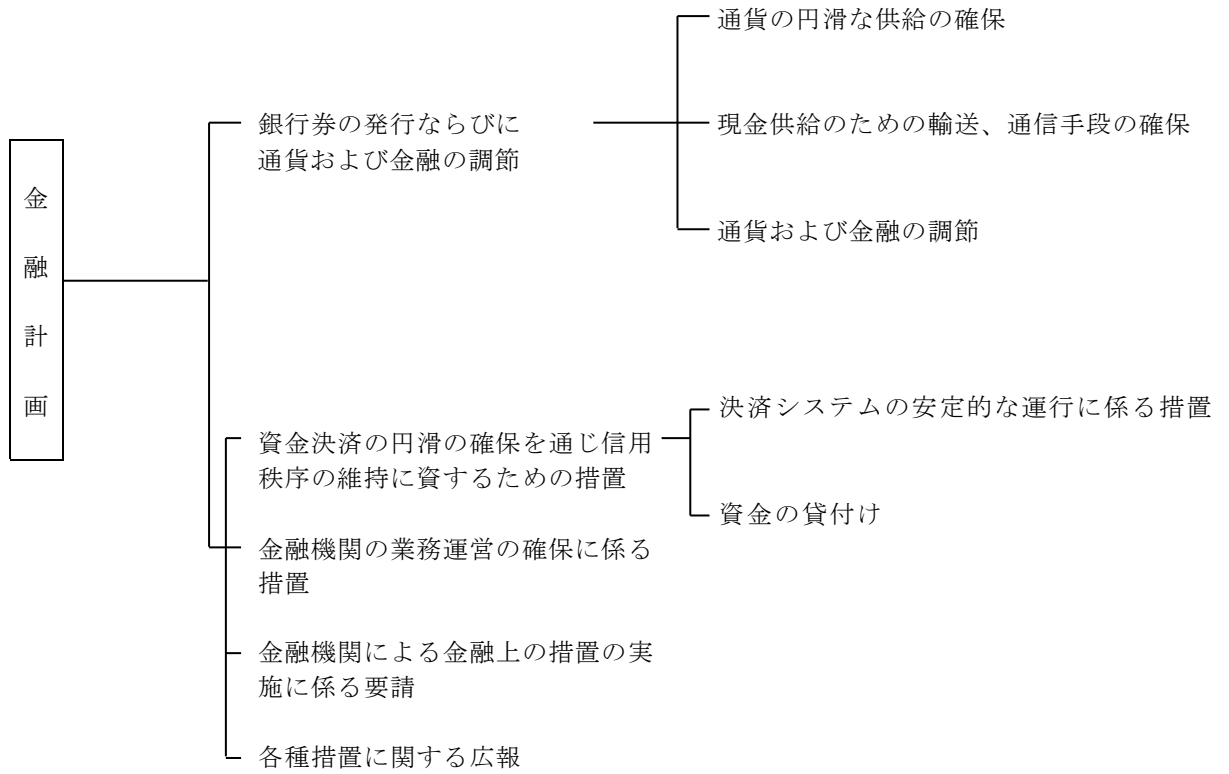 金融計画
銀行券の発行ならびに
通貨および金融の調節
通貨の円滑な供給の確保
現金供給のための輸送、通信手段の確保
通貨および金融の調節
資金決済の円滑の確保を通じ信用
秩序の維持に資するための措置
決済システムの安定的な運行に係る措置
資金の貸付け
金融機関の業務運営の確保に係る
措置
金融機関による金融上の措置の実
施に係る要請
各種措置に関する広報